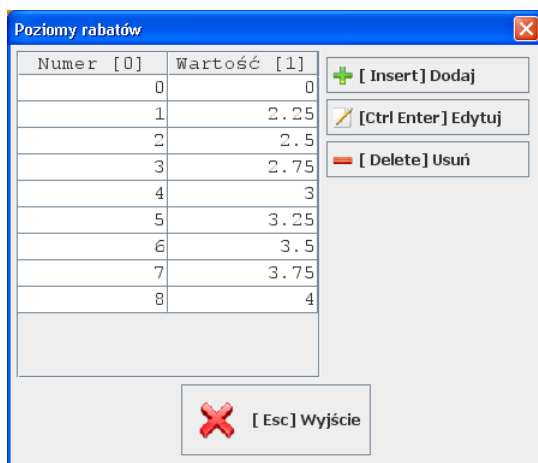 Poziomy rabatów
Numer [0] Wartość [1]
0 0
1 2.25
2 2.5
3 2.75
4 3
5 3.25
6 3.5
7 3.75
8 4
[ Insert] Dodaj
[Ctrl Enter] Edytuj
[ Delete] Usuń
[ Esc] Wyjście